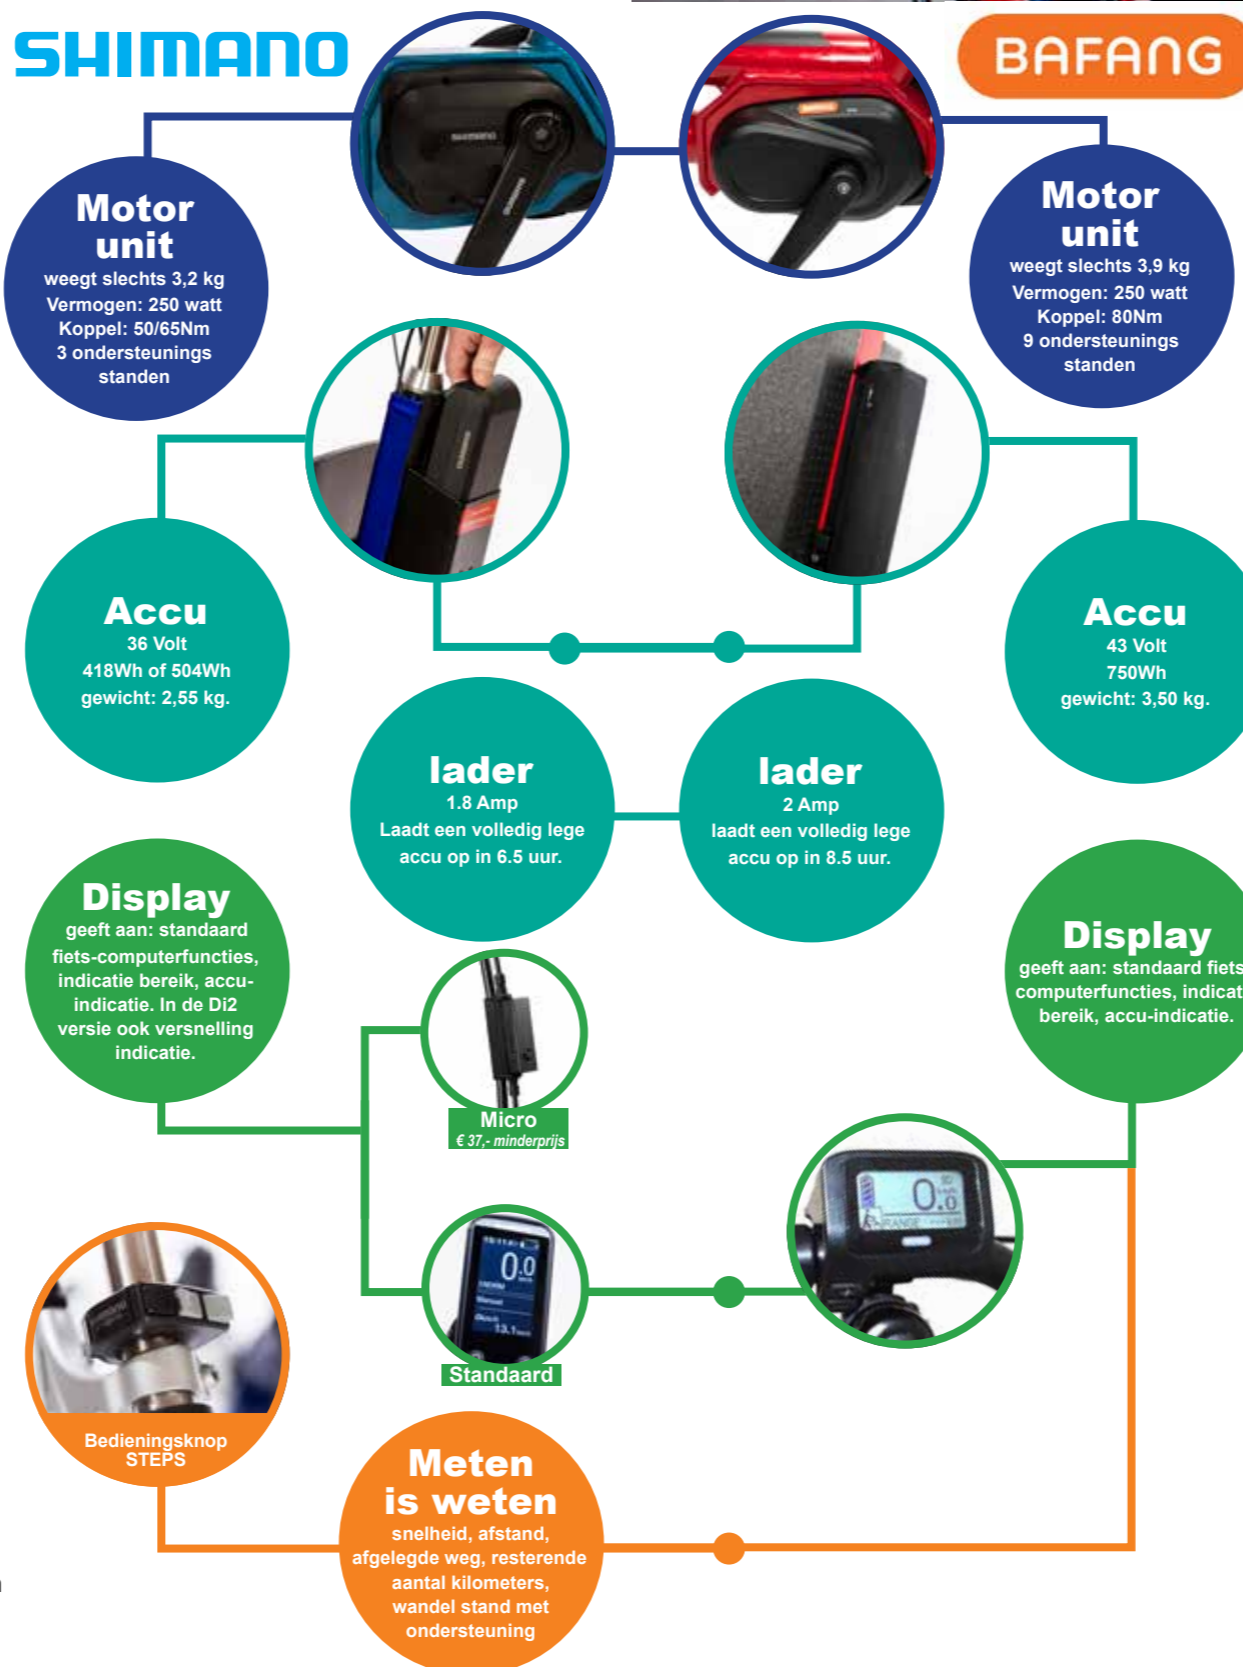 SHIMANO
BAFANG
SHIMANO
SHIMANO
Motor
unit
weegt slechts 3,2 kg
Vermogen: 250 watt
Koppel: 50/65Nm
3 ondersteunings
standen
Motor
unit
weegt slechts 3,9 kg
Vermogen: 250 watt
Koppel: 80Nm
9 ondersteunings
standen
Accu
36 Volt
418Wh of 504Wh
gewicht: 2,55 kg.
Accu
43 Volt
750Wh
gewicht: 3,50 kg.
lader
1.8 Amp
Laadt een volledig lege
accu op in 6.5 uur.
lader
2 Amp
laadt een volledig lege
accu op in 8.5 uur.
Display
geeft aan: standaard
fiets-computerfuncties,
indicatie bereik, accu-
indicatie. In de Di2
versie ook versnelling
indicatie.
Display
geeft aan: standaard fiets
computerfuncties, indicat
bereik, accu-indicatie.
Micro
€ 37,- minderprijs
0.0
RANGE
0.0
13.1
Standaard
SHIMANO
Bedieningsknop
STEPS
Meten
is weten
snelheid, afstand,
afgelegde weg, resterende
aantal kilometers,
wandel stand met
ondersteuning